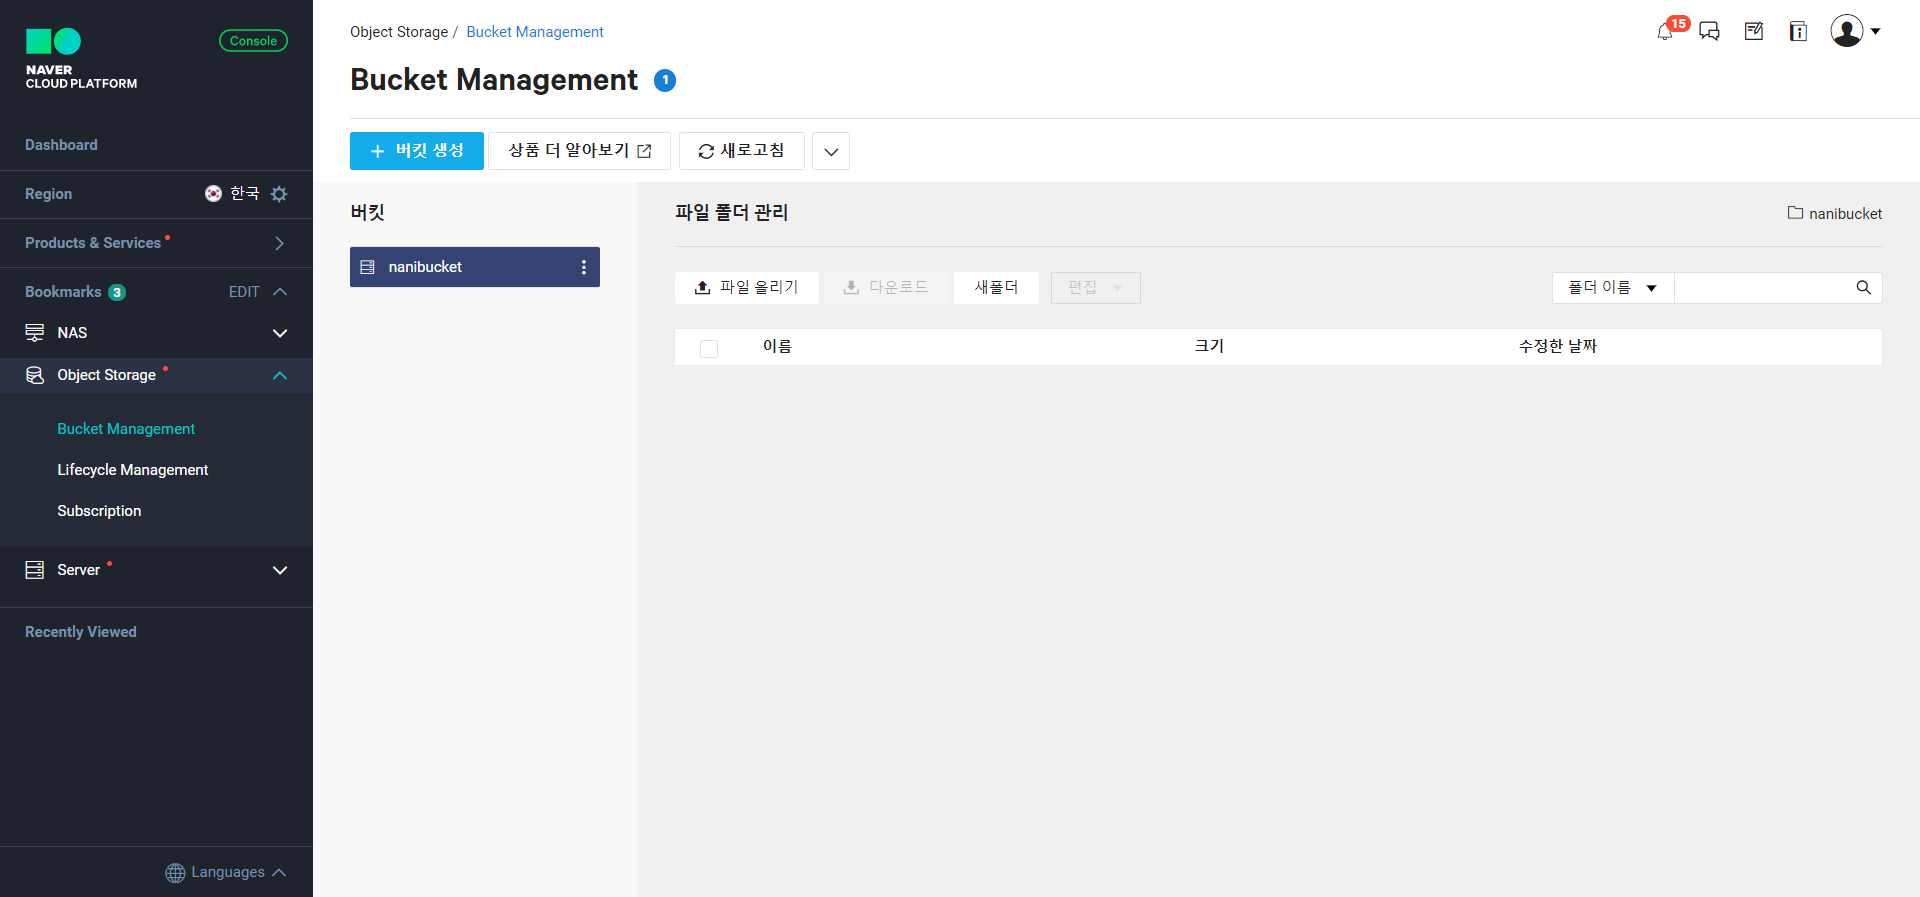 NAVER
CLOUD PLATFORM
Console
Dashboard
Region 한국
Products & Services
Bookmarks 3 EDIT
NAS
Object Storage
Bucket Management
Lifecycle Management
Subscription
Server
Recently Viewed
Languages
Object Storage / Bucket Management
15
Bucket Management 1
버킷 생성 상품 더 알아보기 새로고침
버킷
nanibucket
파일 폴더 관리 nanibucket
파일 올리기 다운로드 새폴더 편집 폴더 이름
이름 크기 수정한 날짜